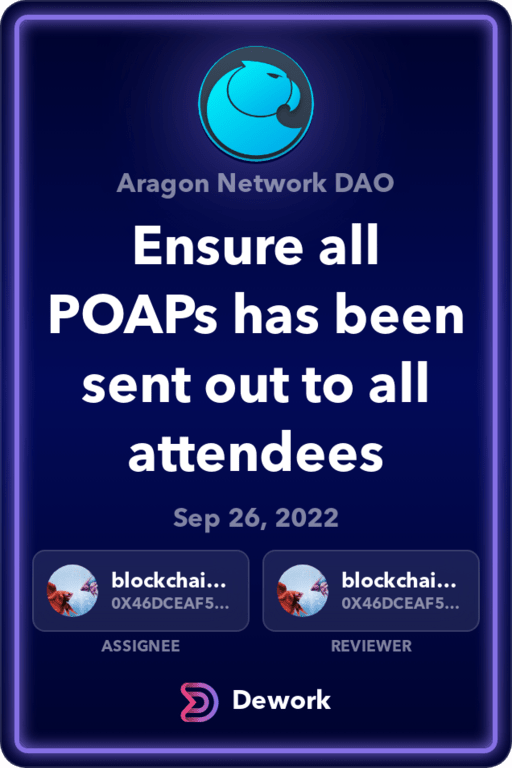 Aragon Network DAO
Ensure all
POAPs has been
sent out to all
attendees
Sep 26, 2022
blockchai...
0X46DCEAF5...
ASSIGNEE
blockchai...
0X46DCEAF5...
REVIEWER
Dework